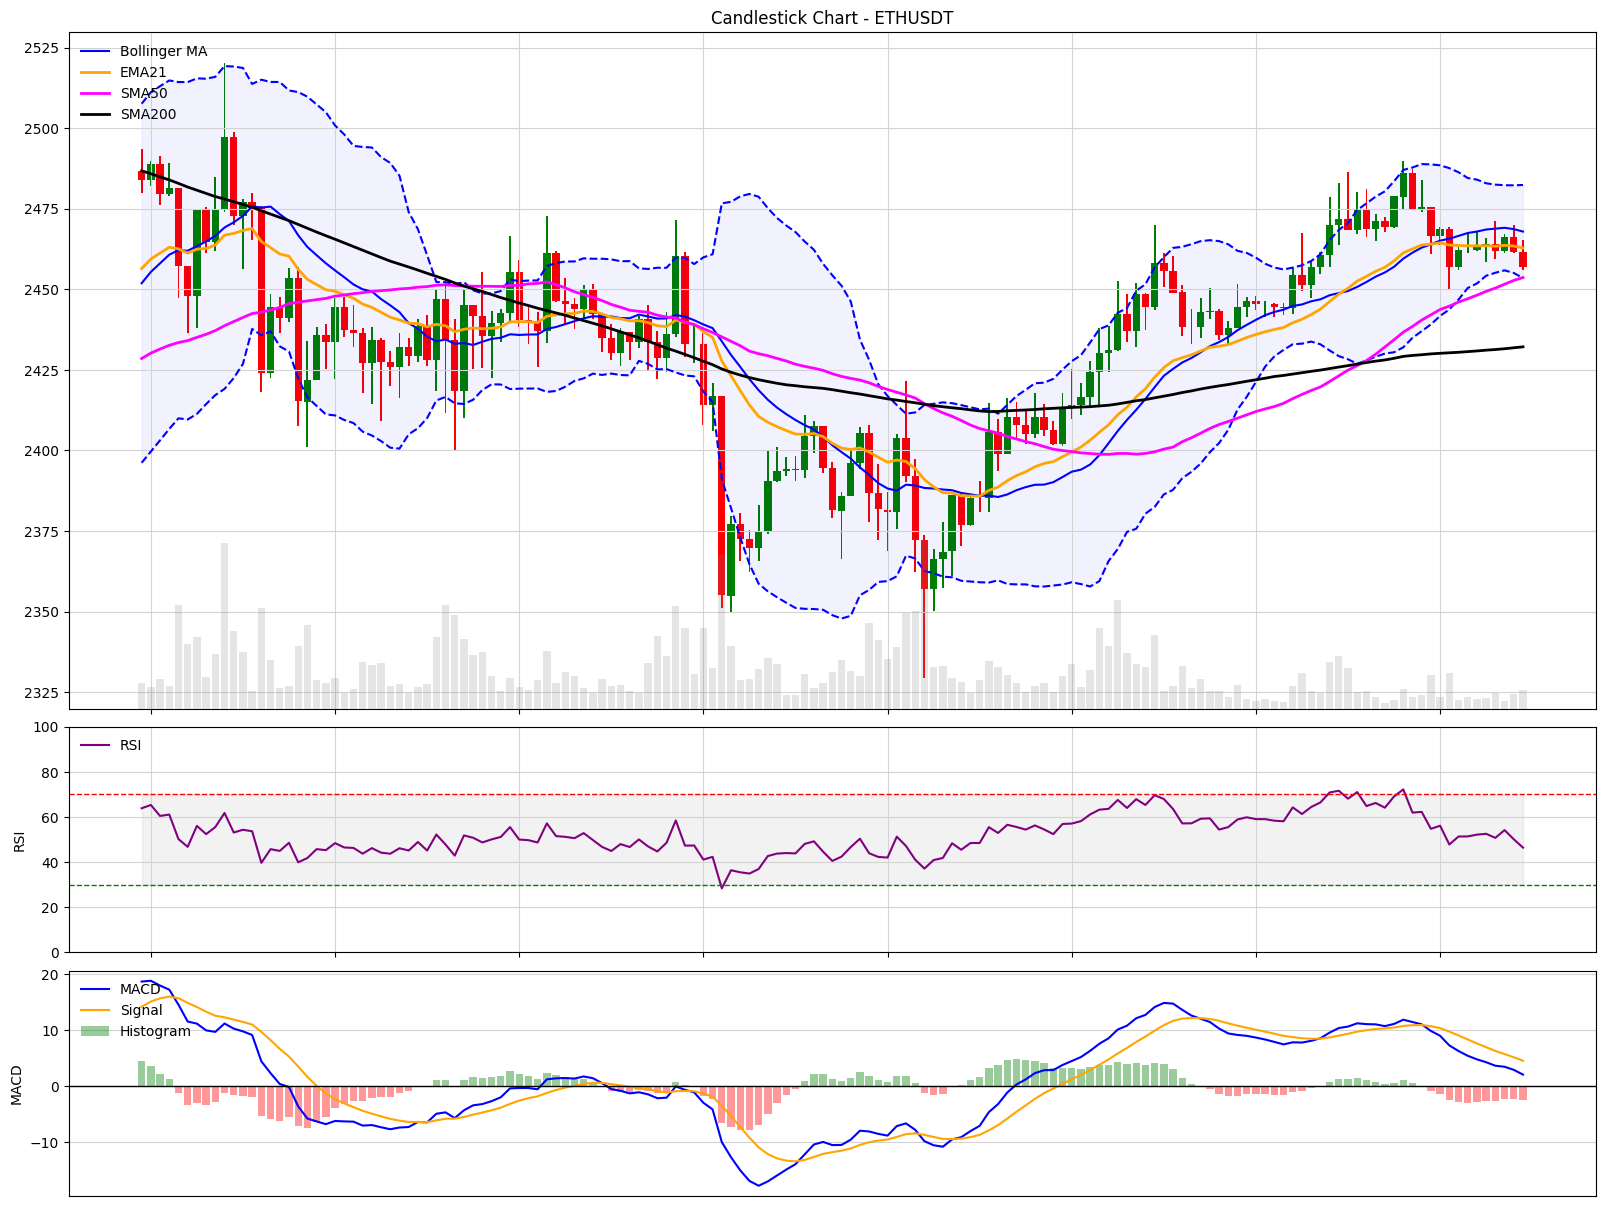 Candlestick Chart - ETHUSDT
Bollinger MA
EMA21
SMA50
SMA200
2525
2500
2475
2450
2425
2400
2375
2350
2325
RSI
100
80
60
40
20
0
RSI
MACD
Signal
Histogram
20
10
0
−10
MACD